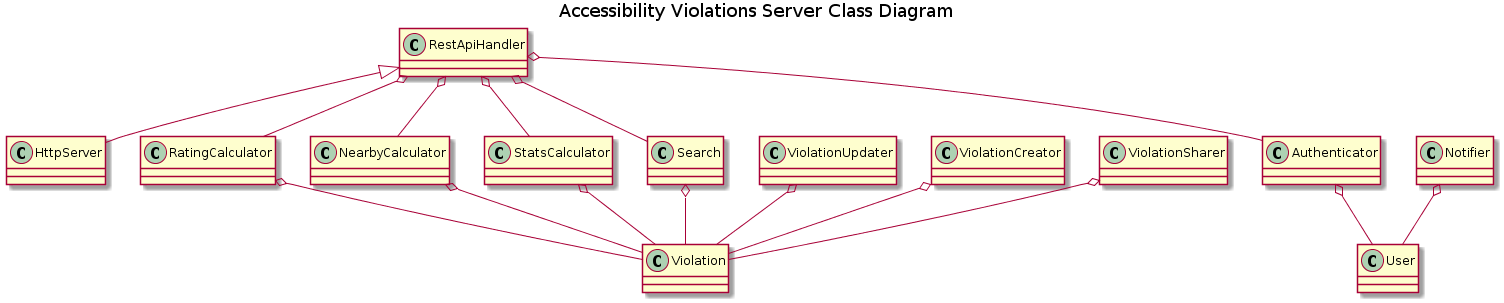 Accessibility Violations Server Class Diagram
C RestApiHandler
C HttpServer
C RatingCalculator
C NearbyCalculator
C StatsCalculator
C Search
C ViolationUpdater
C ViolationCreator
C ViolationSharer
C Authenticator
C Notifier
C Violation
C User